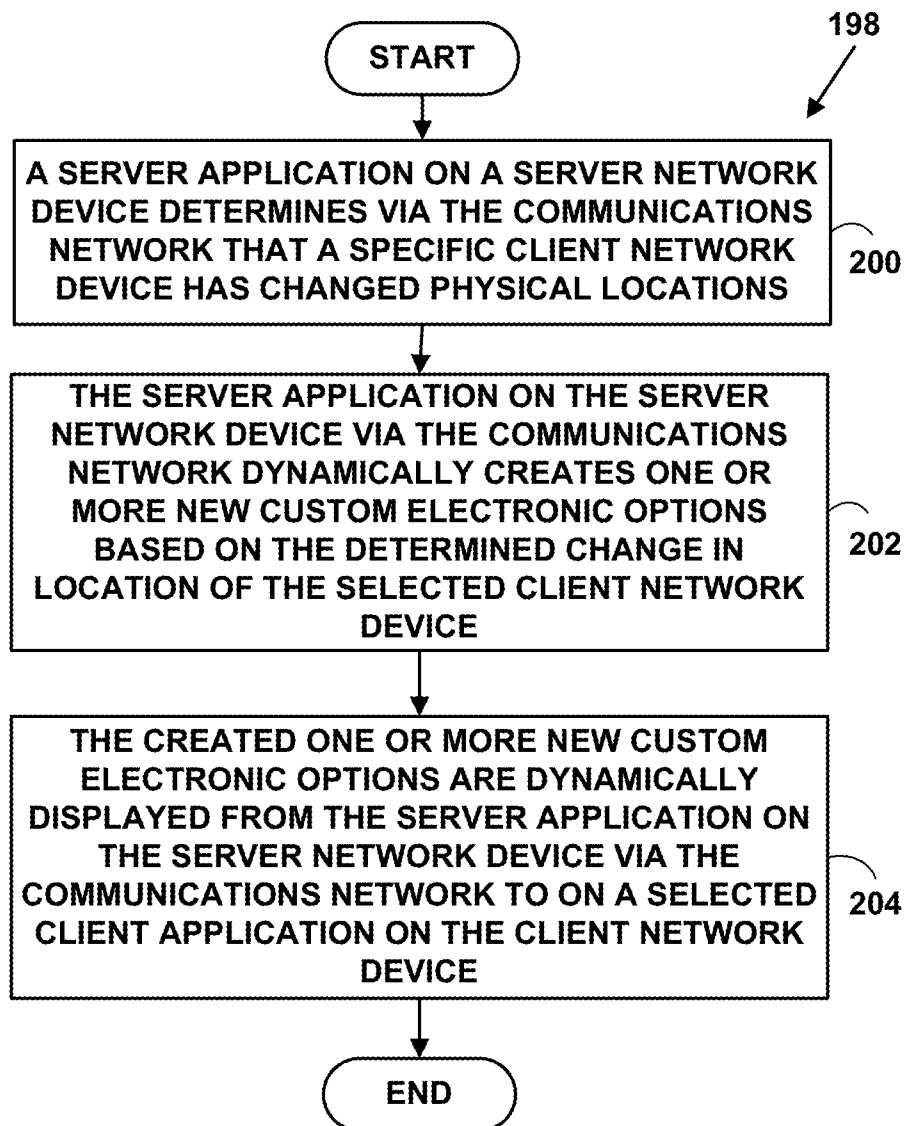 198
START
A SERVER APPLICATION ON A SERVER NETWORK
DEVICE DETERMINES VIA THE COMMUNICATIONS
NETWORK THAT A SPECIFIC CLIENT NETWORK
DEVICE HAS CHANGED PHYSICAL LOCATIONS
200
THE SERVER APPLICATION ON THE SERVER
NETWORK DEVICE VIA THE COMMUNICATIONS
NETWORK DYNAMICALLY CREATES ONE OR
MORE NEW CUSTOM ELECTRONIC OPTIONS
BASED ON THE DETERMINED CHANGE IN
LOCATION OF THE SELECTED CLIENT NETWORK
DEVICE
202
THE CREATED ONE OR MORE NEW CUSTOM
ELECTRONIC OPTIONS ARE DYNAMICALLY
DISPLAYED FROM THE SERVER APPLICATION ON
THE SERVER NETWORK DEVICE VIA THE
COMMUNICATIONS NETWORK TO ON A SELECTED
CLIENT APPLICATION ON THE CLIENT NETWORK
DEVICE
204
END